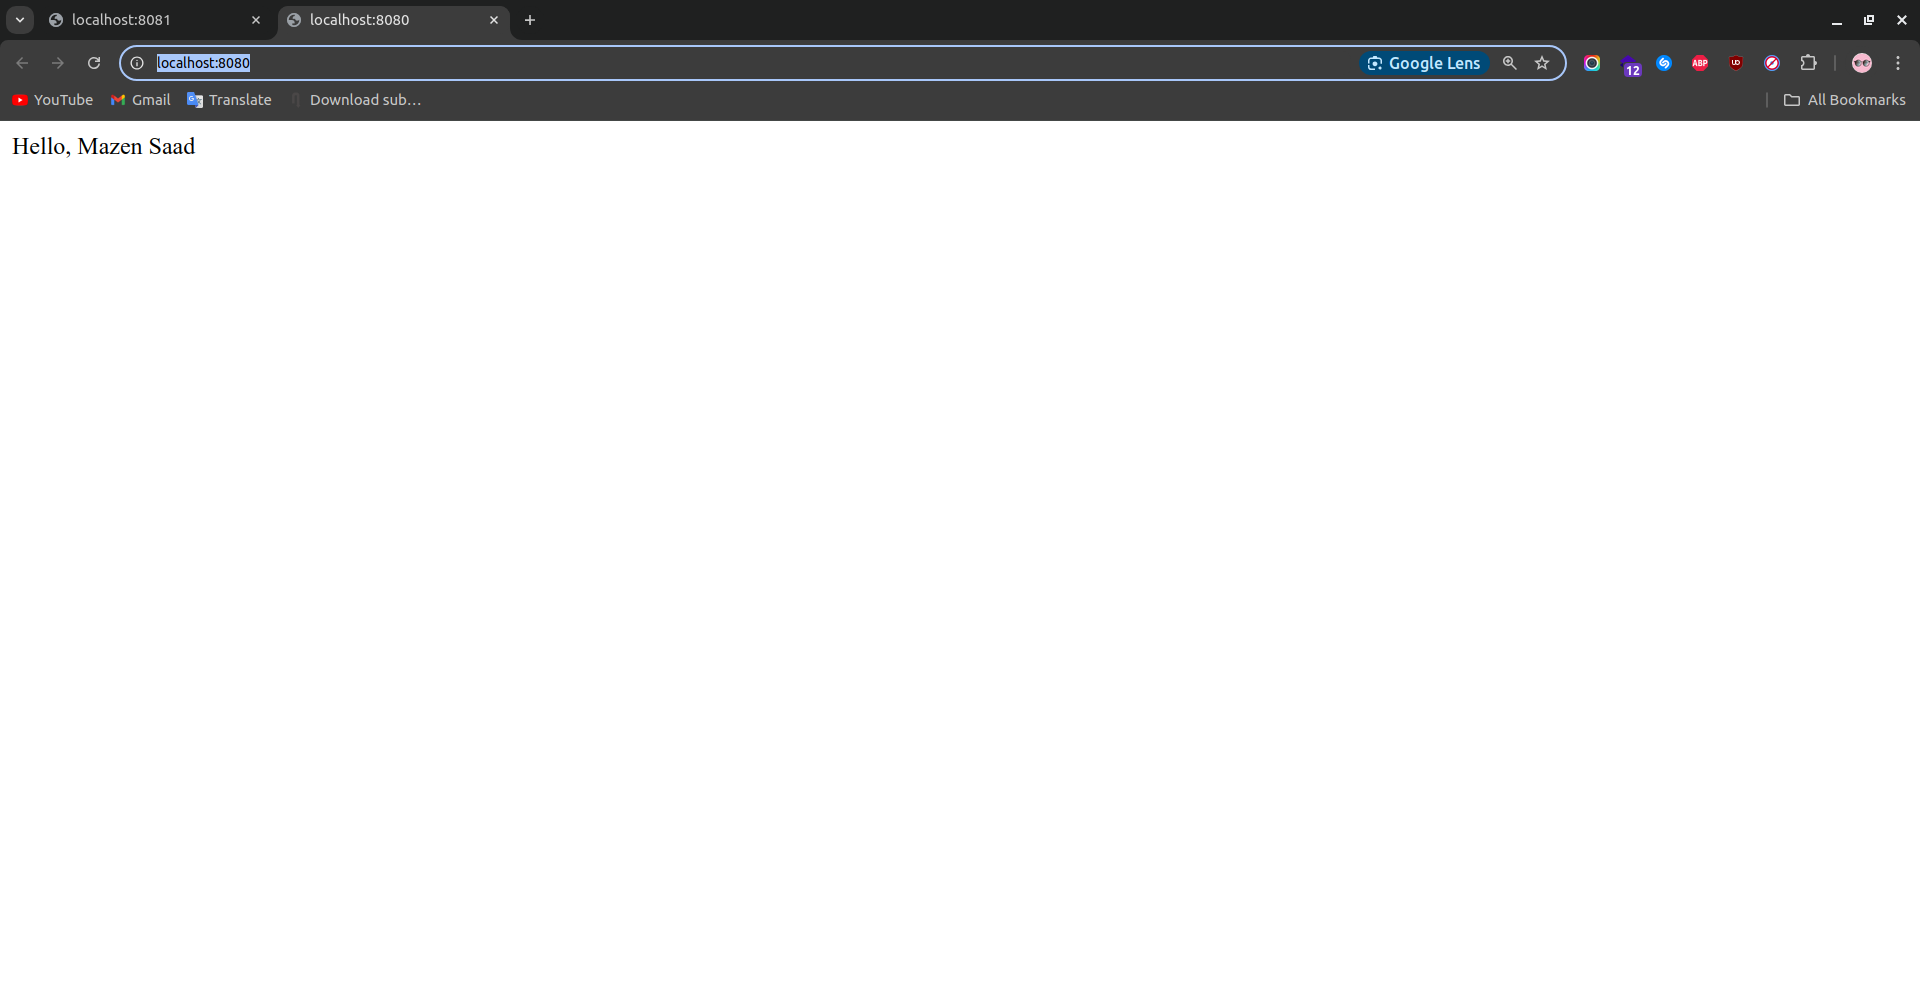 localhost:8081
localhost:8080
localhost:8080
Google Lens
12
ABP
UO
YouTube
Gmail
Translate
Download sub…
All Bookmarks
Hello, Mazen Saad